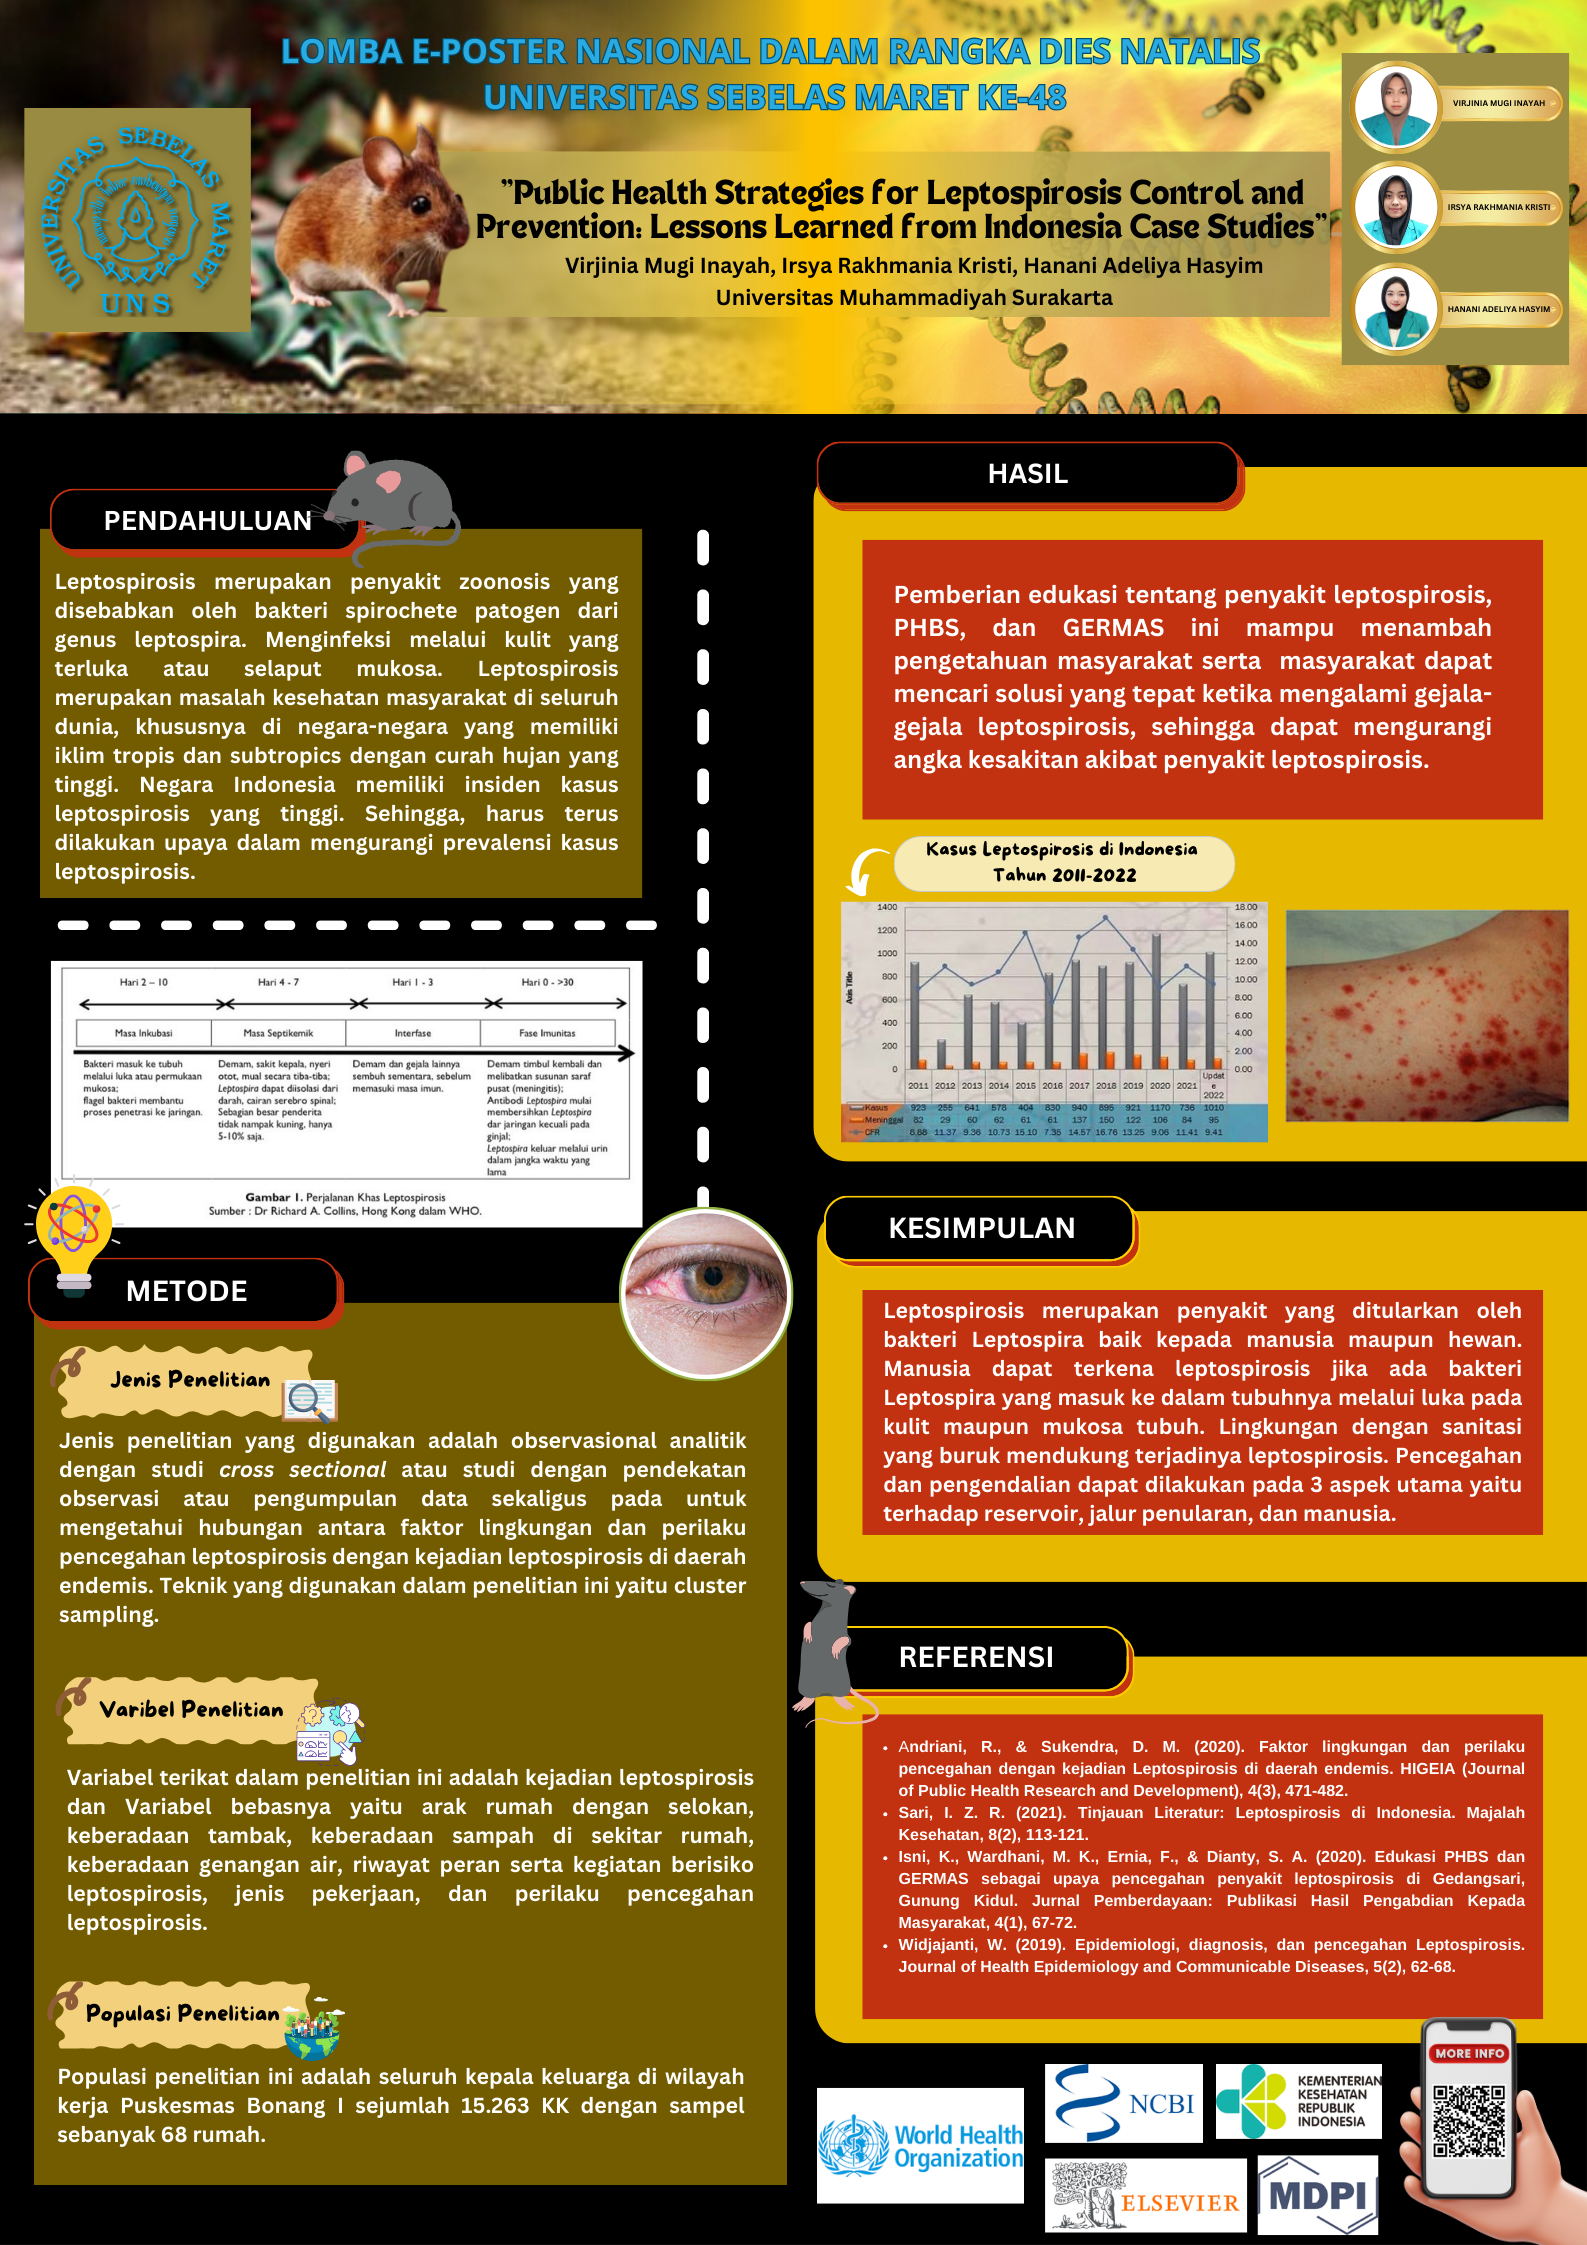 LOMBA E-POSTER NASIONAL DALAM RANGKA DIES NATALIS
UNIVERSITAS SEBELAS MARET KE-48
UNIVERSITAS SEBELAS MARET
UNS
"Public Health Strategies for Leptospirosis Control and
Prevention: Lessons Learned from Indonesia Case Studies"
Virjinia Mugi Inayah, Irsya Rakhmania Kristi, Hanani Adeliya Hasyim
Universitas Muhammadiyah Surakarta
VIRJINIA MUGI INAYAH
IRSYA RAKHMANIA KRISTI
HANANI ADELIYA HASYIM
PENDAHULUAN
Leptospirosis merupakan penyakit zoonosis yang
disebabkan oleh bakteri spirochete patogen dari
genus leptospira. Menginfeksi melalui kulit yang
terluka atau selaput mukosa. Leptospirosis
merupakan masalah kesehatan masyarakat di seluruh
dunia, khususnya di negara-negara yang memiliki
iklim tropis dan subtropics dengan curah hujan yang
tinggi. Negara Indonesia memiliki insiden kasus
leptospirosis yang tinggi. Sehingga, harus terus
dilakukan upaya dalam mengurangi prevalensi kasus
leptospirosis.
Hari 2 – 10 Hari 4 - 7 Hari 1 - 3 Hari 0 - >30
Masa Inkubasi Masa Septikemik Interfase Fase Imunitas
Bakteri masuk ke tubuh
melalui luka atau permukaan
mukosa;
flagel bakteri membantu
proses penetrasi ke jaringan.
Demam, sakit kepala, nyeri
otot, mual secara tiba-tiba;
Leptospira dapat diisolasi dari
darah, cairan serebro spinal;
Sebagian besar penderita
tidak nampak kuning, hanya
5-10% saja.
Demam dan gejala lainnya
sembuh sementara, sebelum
memasuki masa imun.
Demam timbul kembali dan
melibatkan susunan saraf
pusat (meningitis);
Antibodi Leptospira mulai
membersihkan Leptospira
dar jaringan kecuali pada
ginjal;
Leptospira keluar melalui urin
dalam jangka waktu yang
lama
Gambar 1. Perjalanan Khas Leptospirosis
Sumber : Dr Richard A. Collins, Hong Kong dalam WHO.
METODE
Jenis Penelitian
Jenis penelitian yang digunakan adalah observasional analitik
dengan studi cross sectional atau studi dengan pendekatan
observasi atau pengumpulan data sekaligus pada untuk
mengetahui hubungan antara faktor lingkungan dan perilaku
pencegahan leptospirosis dengan kejadian leptospirosis di daerah
endemis. Teknik yang digunakan dalam penelitian ini yaitu cluster
sampling.
Varibel Penelitian
Variabel terikat dalam penelitian ini adalah kejadian leptospirosis
dan Variabel bebasnya yaitu arak rumah dengan selokan,
keberadaan tambak, keberadaan sampah di sekitar rumah,
keberadaan genangan air, riwayat peran serta kegiatan berisiko
leptospirosis, jenis pekerjaan, dan perilaku pencegahan
leptospirosis.
Populasi Penelitian
Populasi penelitian ini adalah seluruh kepala keluarga di wilayah
kerja Puskesmas Bonang I sejumlah 15.263 KK dengan sampel
sebanyak 68 rumah.
HASIL
Pemberian edukasi tentang penyakit leptospirosis,
PHBS, dan GERMAS ini mampu menambah
pengetahuan masyarakat serta masyarakat dapat
mencari solusi yang tepat ketika mengalami gejala-
gejala leptospirosis, sehingga dapat mengurangi
angka kesakitan akibat penyakit leptospirosis.
Kasus Leptospirosis di Indonesia
Tahun 2011-2022
Axis Title
1400
1200
1000
800
600
400
200
0
18.00
16.00
14.00
12.00
10.00
8.00
6.00
4.00
2.00
0.00
2011 2012 2013 2014 2015 2016 2017 2018 2019 2020 2021 Update 2022
Kasus 923 255 641 578 404 830 940 895 921 1170 736 1010
Meninggal 82 29 60 62 61 61 137 150 122 106 84 95
CFR 8.88 11.37 9.36 10.73 15.10 7.35 14.57 16.76 13.25 9.06 11.41 9.41
KESIMPULAN
Leptospirosis merupakan penyakit yang ditularkan oleh
bakteri Leptospira baik kepada manusia maupun hewan.
Manusia dapat terkena leptospirosis jika ada bakteri
Leptospira yang masuk ke dalam tubuhnya melalui luka pada
kulit maupun mukosa tubuh. Lingkungan dengan sanitasi
yang buruk mendukung terjadinya leptospirosis. Pencegahan
dan pengendalian dapat dilakukan pada 3 aspek utama yaitu
terhadap reservoir, jalur penularan, dan manusia.
REFERENSI
• Andriani, R., & Sukendra, D. M. (2020). Faktor lingkungan dan perilaku
pencegahan dengan kejadian Leptospirosis di daerah endemis. HIGEIA (Journal
of Public Health Research and Development), 4(3), 471-482.
• Sari, I. Z. R. (2021). Tinjauan Literatur: Leptospirosis di Indonesia. Majalah
Kesehatan, 8(2), 113-121.
• Isni, K., Wardhani, M. K., Ernia, F., & Dianty, S. A. (2020). Edukasi PHBS dan
GERMAS sebagai upaya pencegahan penyakit leptospirosis di Gedangsari,
Gunung Kidul. Jurnal Pemberdayaan: Publikasi Hasil Pengabdian Kepada
Masyarakat, 4(1), 67-72.
• Widjajanti, W. (2019). Epidemiologi, diagnosis, dan pencegahan Leptospirosis.
Journal of Health Epidemiology and Communicable Diseases, 5(2), 62-68.
World Health
Organization
NCBI
KEMENTERIAN
KESEHATAN
REPUBLIK
INDONESIA
ELSEVIER
MDPI
MORE INFO